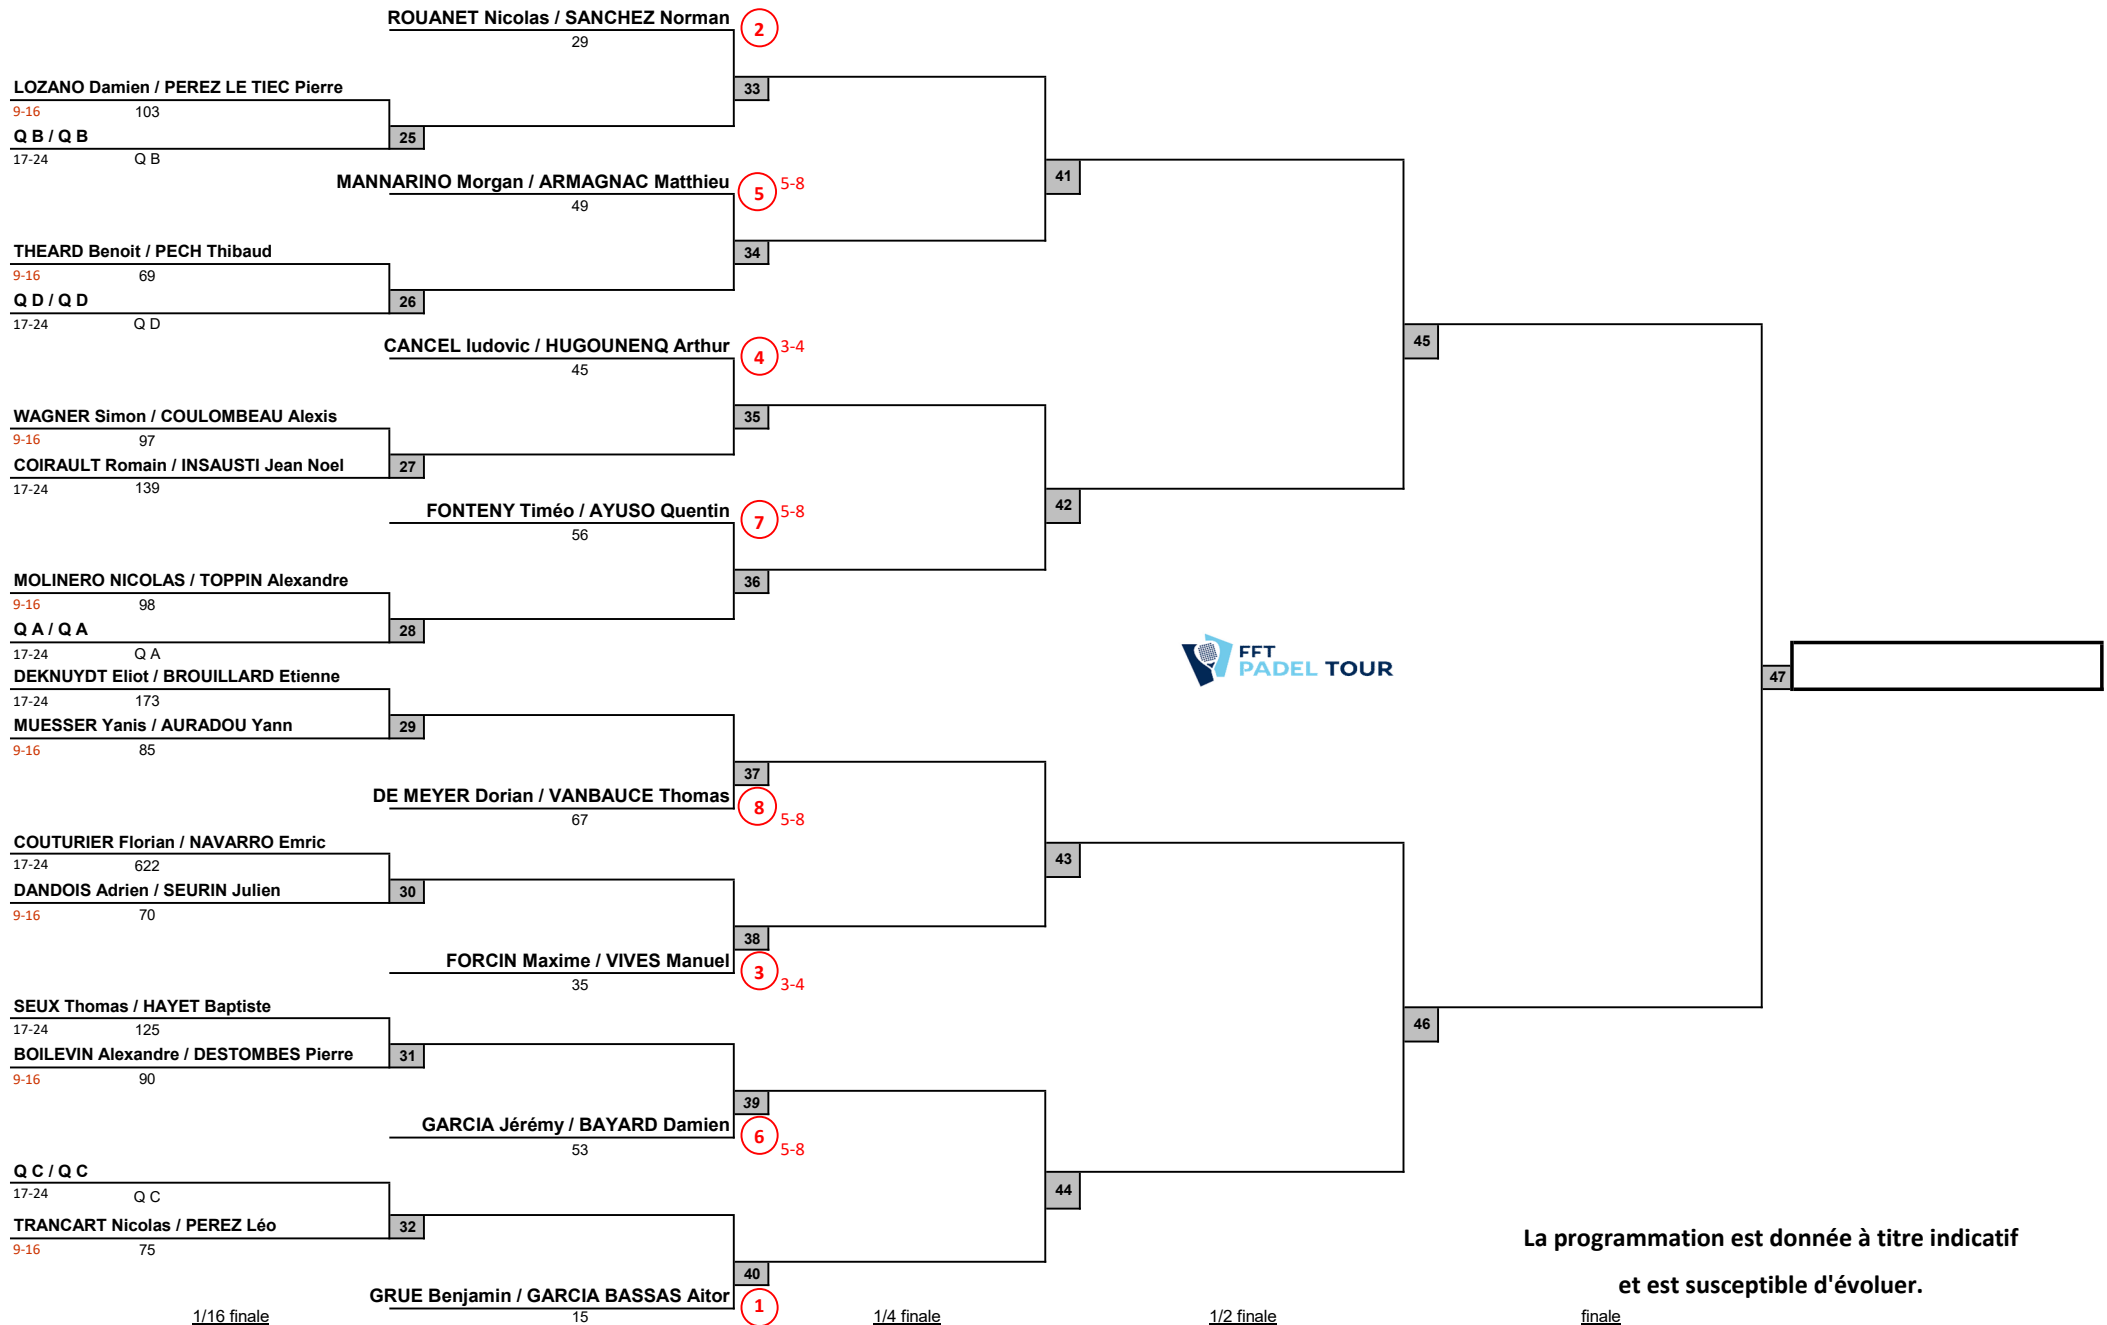 ROUANET Nicolas / SANCHEZ Norman
2
29
LOZANO Damien / PEREZ LE TIEC Pierre
33
9-16 103
Q B / Q B
25
17-24 Q B
MANNARINO Morgan / ARMAGNAC Matthieu
5 5-8
41
49
THEARD Benoit / PECH Thibaud
34
9-16 69
Q D / Q D
26
17-24 Q D
CANCEL ludovic / HUGOUNENQ Arthur
4 3-4
45
45
WAGNER Simon / COULOMBEAU Alexis
35
9-16 97
COIRAULT Romain / INSAUSTI Jean Noel
27
17-24 139
FONTENY Timéo / AYUSO Quentin
7 5-8
42
56
MOLINERO NICOLAS / TOPPIN Alexandre
36
9-16 98
Q A / Q A
28
17-24 Q A
FFT
PADEL TOUR
DEKNUYDT Eliot / BROUILLARD Etienne
47
17-24 173
MUESSER Yanis / AURADOU Yann
29
9-16 85
37
DE MEYER Dorian / VANBAUCE Thomas
8 5-8
67
COUTURIER Florian / NAVARRO Emric
43
17-24 622
DANDOIS Adrien / SEURIN Julien
30
9-16 70
38
FORCIN Maxime / VIVES Manuel
3 3-4
35
SEUX Thomas / HAYET Baptiste
46
17-24 125
BOILEVIN Alexandre / DESTOMBES Pierre
31
9-16 90
39
GARCIA Jérémy / BAYARD Damien
6 5-8
53
Q C / Q C
44
17-24 Q C
TRANCART Nicolas / PEREZ Léo
32
9-16 75
40
GRUE Benjamin / GARCIA BASSAS Aitor
1
15
La programmation est donnée à titre indicatif
et est susceptible d'évoluer.
1/16 finale 1/4 finale 1/2 finale finale